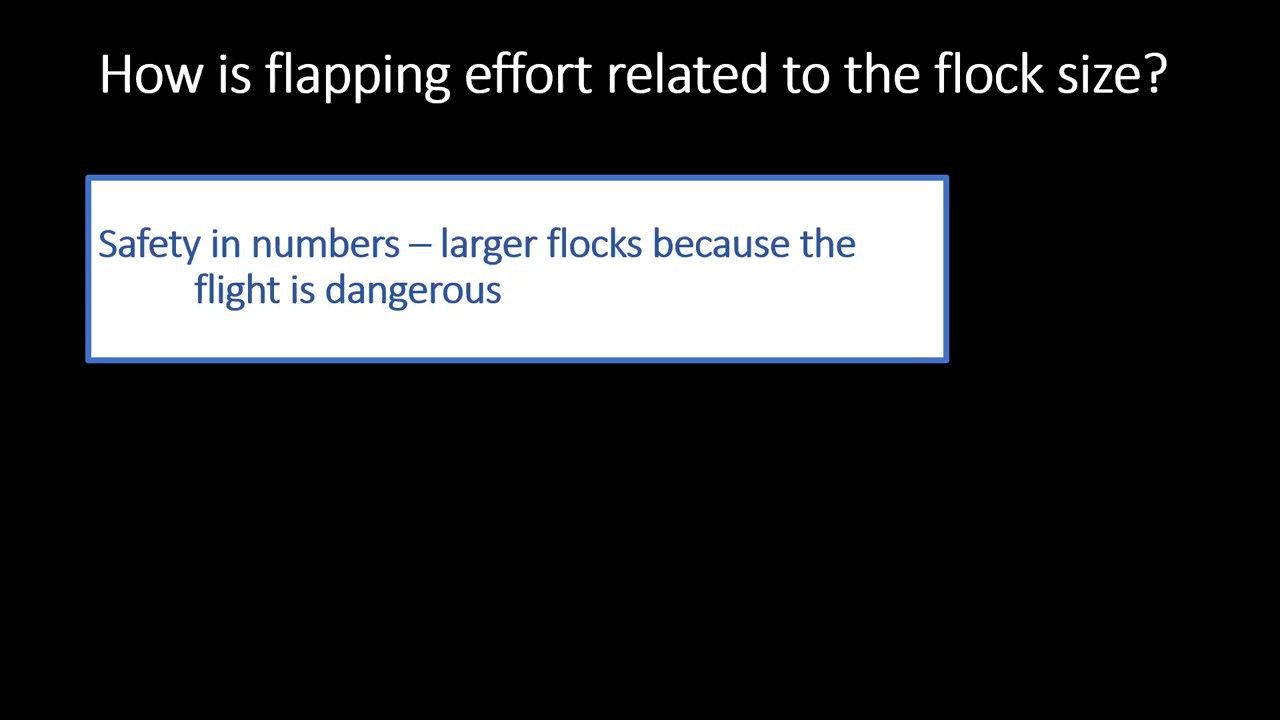 How is flapping effort related to the flock size?
Safety in numbers – larger flocks because the
flight is dangerous